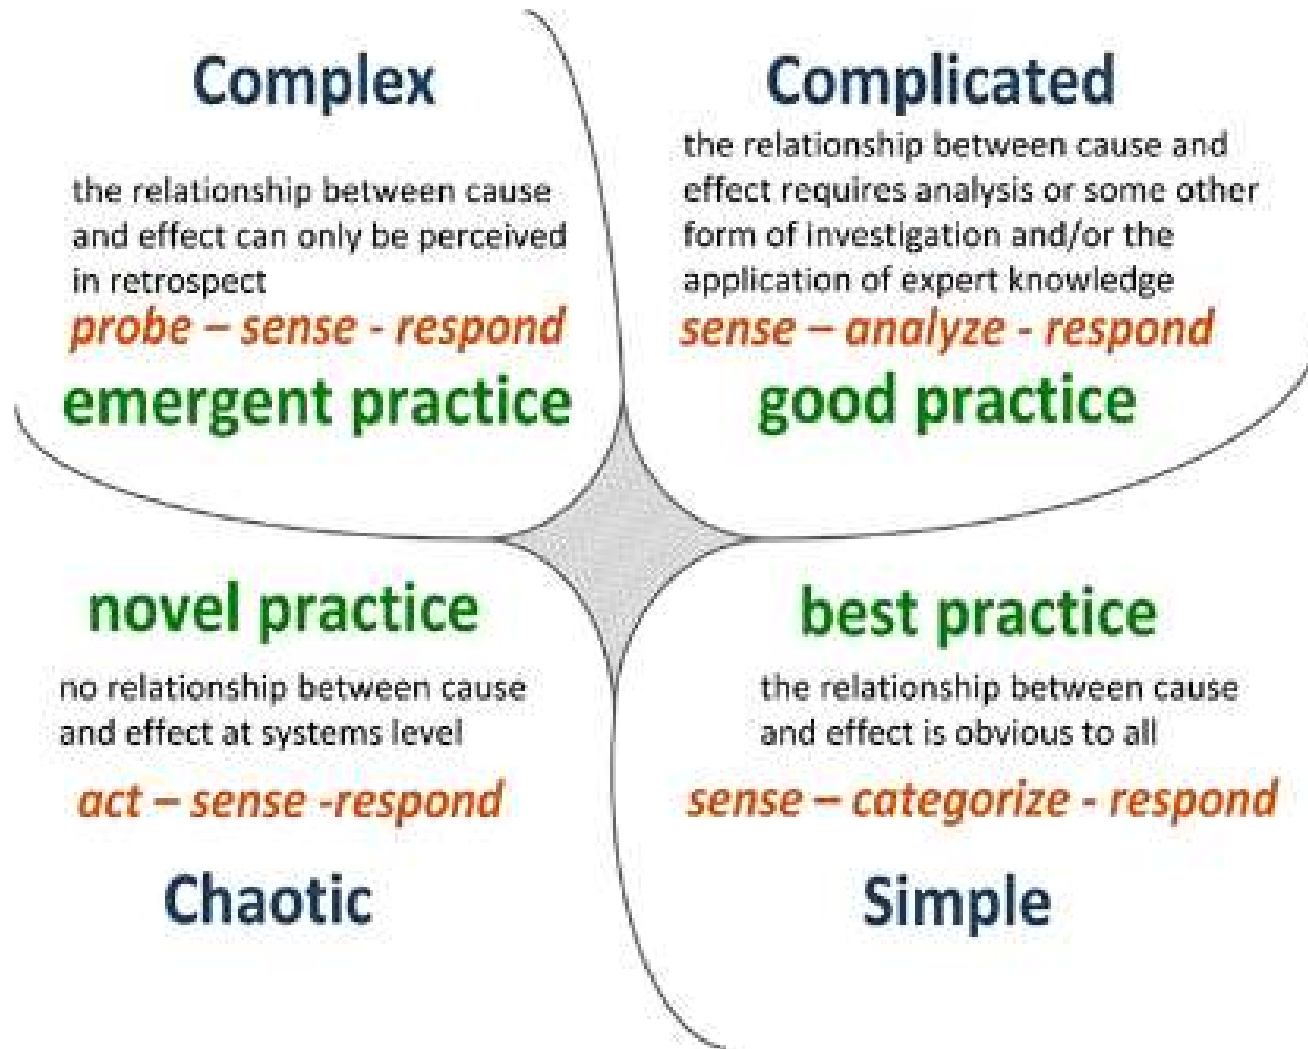 Complex
the relationship between cause
and effect can only be perceived
in retrospect
probe – sense - respond
emergent practice
Complicated
the relationship between cause and
effect requires analysis or some other
form of investigation and/or the
application of expert knowledge
sense – analyze - respond
good practice
novel practice
no relationship between cause
and effect at systems level
act – sense -respond
Chaotic
best practice
the relationship between cause
and effect is obvious to all
sense – categorize - respond
Simple